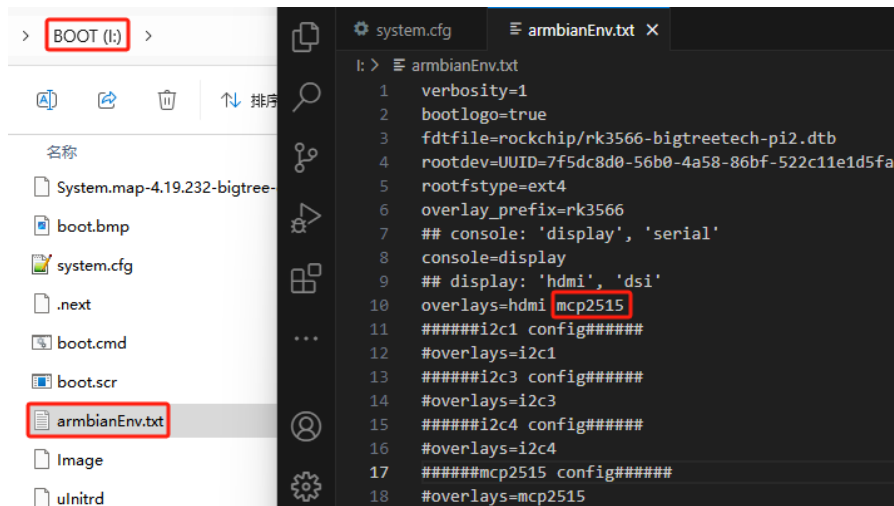 BOOT (I:)
排序
名称
System.map-4.19.232-bigtree-
boot.bmp
system.cfg
.next
boot.cmd
boot.scr
armbianEnv.txt
Image
uInitrd
system.cfg
armbianEnv.txt
I: > armbianEnv.txt
1 verbosity=1
2 bootlogo=true
3 fdtfile=rockchip/rk3566-bigtreetech-pi2.dtb
4 rootdev=UUID=7f5dc8d0-56b0-4a58-86bf-522c11e1d5fa
5 rootfstype=ext4
6 overlay_prefix=rk3566
7 ## console: 'display', 'serial'
8 console=display
9 ## display: 'hdmi', 'dsi'
10 overlays=hdmi mcp2515
11 ######i2c1 config######
12 #overlays=i2c1
13 ######i2c3 config######
14 #overlays=i2c3
15 ######i2c4 config######
16 #overlays=i2c4
17 ######mcp2515 config######
18 #overlays=mcp2515